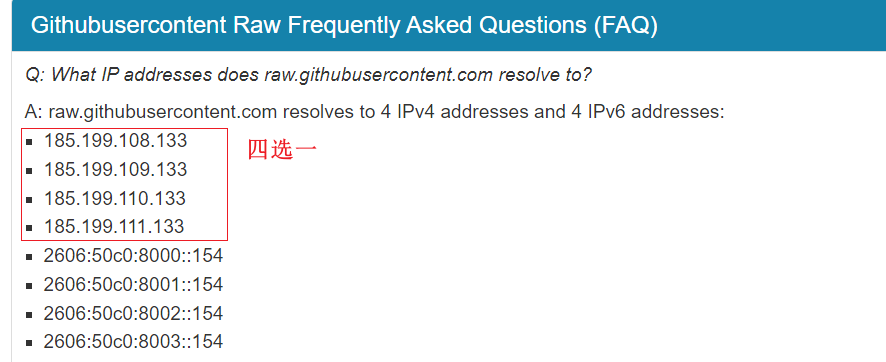 Githubusercontent Raw Frequently Asked Questions (FAQ)
Q: What IP addresses does raw.githubusercontent.com resolve to?
A: raw.githubusercontent.com resolves to 4 IPv4 addresses and 4 IPv6 addresses:
185.199.108.133
四选一
185.199.109.133
185.199.110.133
185.199.111.133
2606:50c0:8000::154
2606:50c0:8001::154
2606:50c0:8002::154
2606:50c0:8003::154